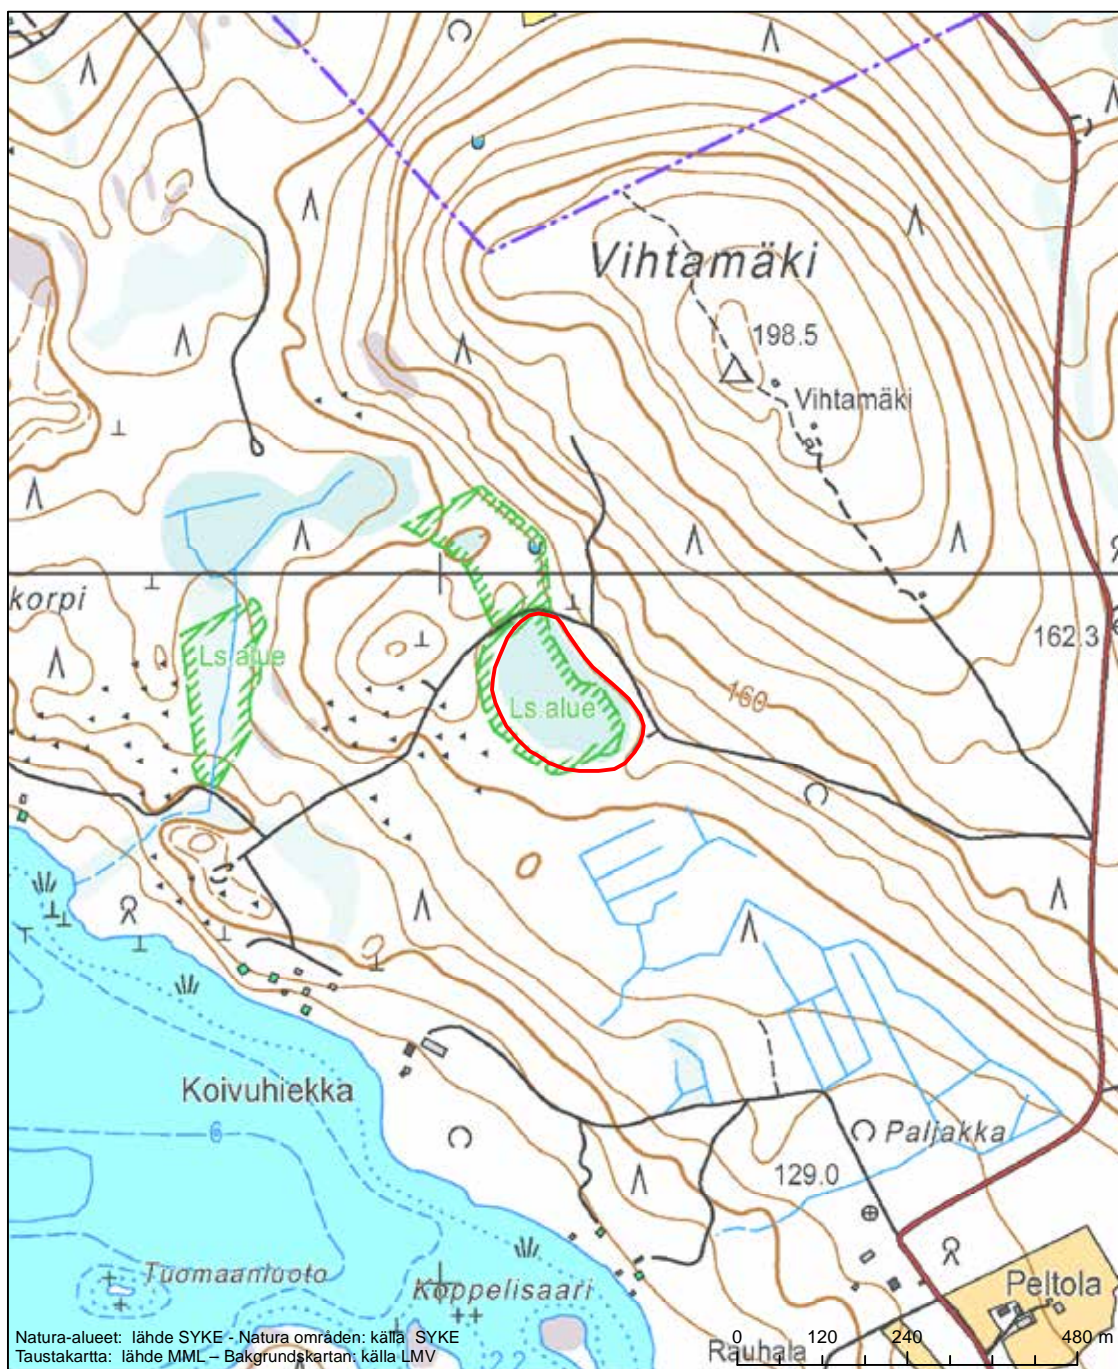 Vihtamäki
198.5
Vihtamäki
korpi
Ls alue
162.3
160
Ls alue
Koivuhiekka
6
Paljakka
129.0
Tuomaanluoto
Koppelisaari
Peltola
Rauhala
Natura-alueet: lähde SYKE - Natura områden: källa SYKE
Taustakartta: lähde MML – Bakgrundskartan: källa LMV
0 120 240 480 m